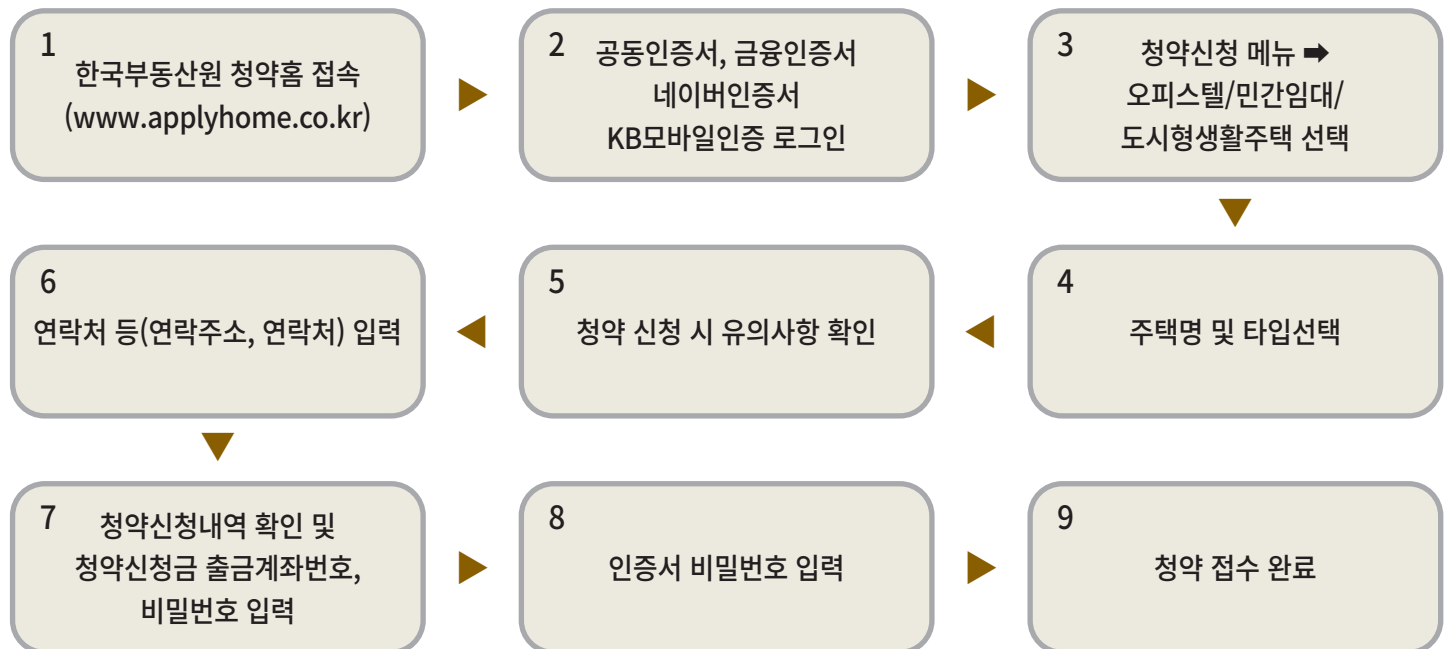 1
한국부동산원 청약홈 접속
(www.applyhome.co.kr)
2
공동인증서, 금융인증서
네이버인증서
KB모바일인증 로그인
3
청약신청 메뉴 ➡
오피스텔/민간임대/
도시형생활주택 선택
4
주택명 및 타입선택
5
청약 신청 시 유의사항 확인
6
연락처 등(연락주소, 연락처) 입력
7
청약신청내역 확인 및
청약신청금 출금계좌번호,
비밀번호 입력
8
인증서 비밀번호 입력
9
청약 접수 완료